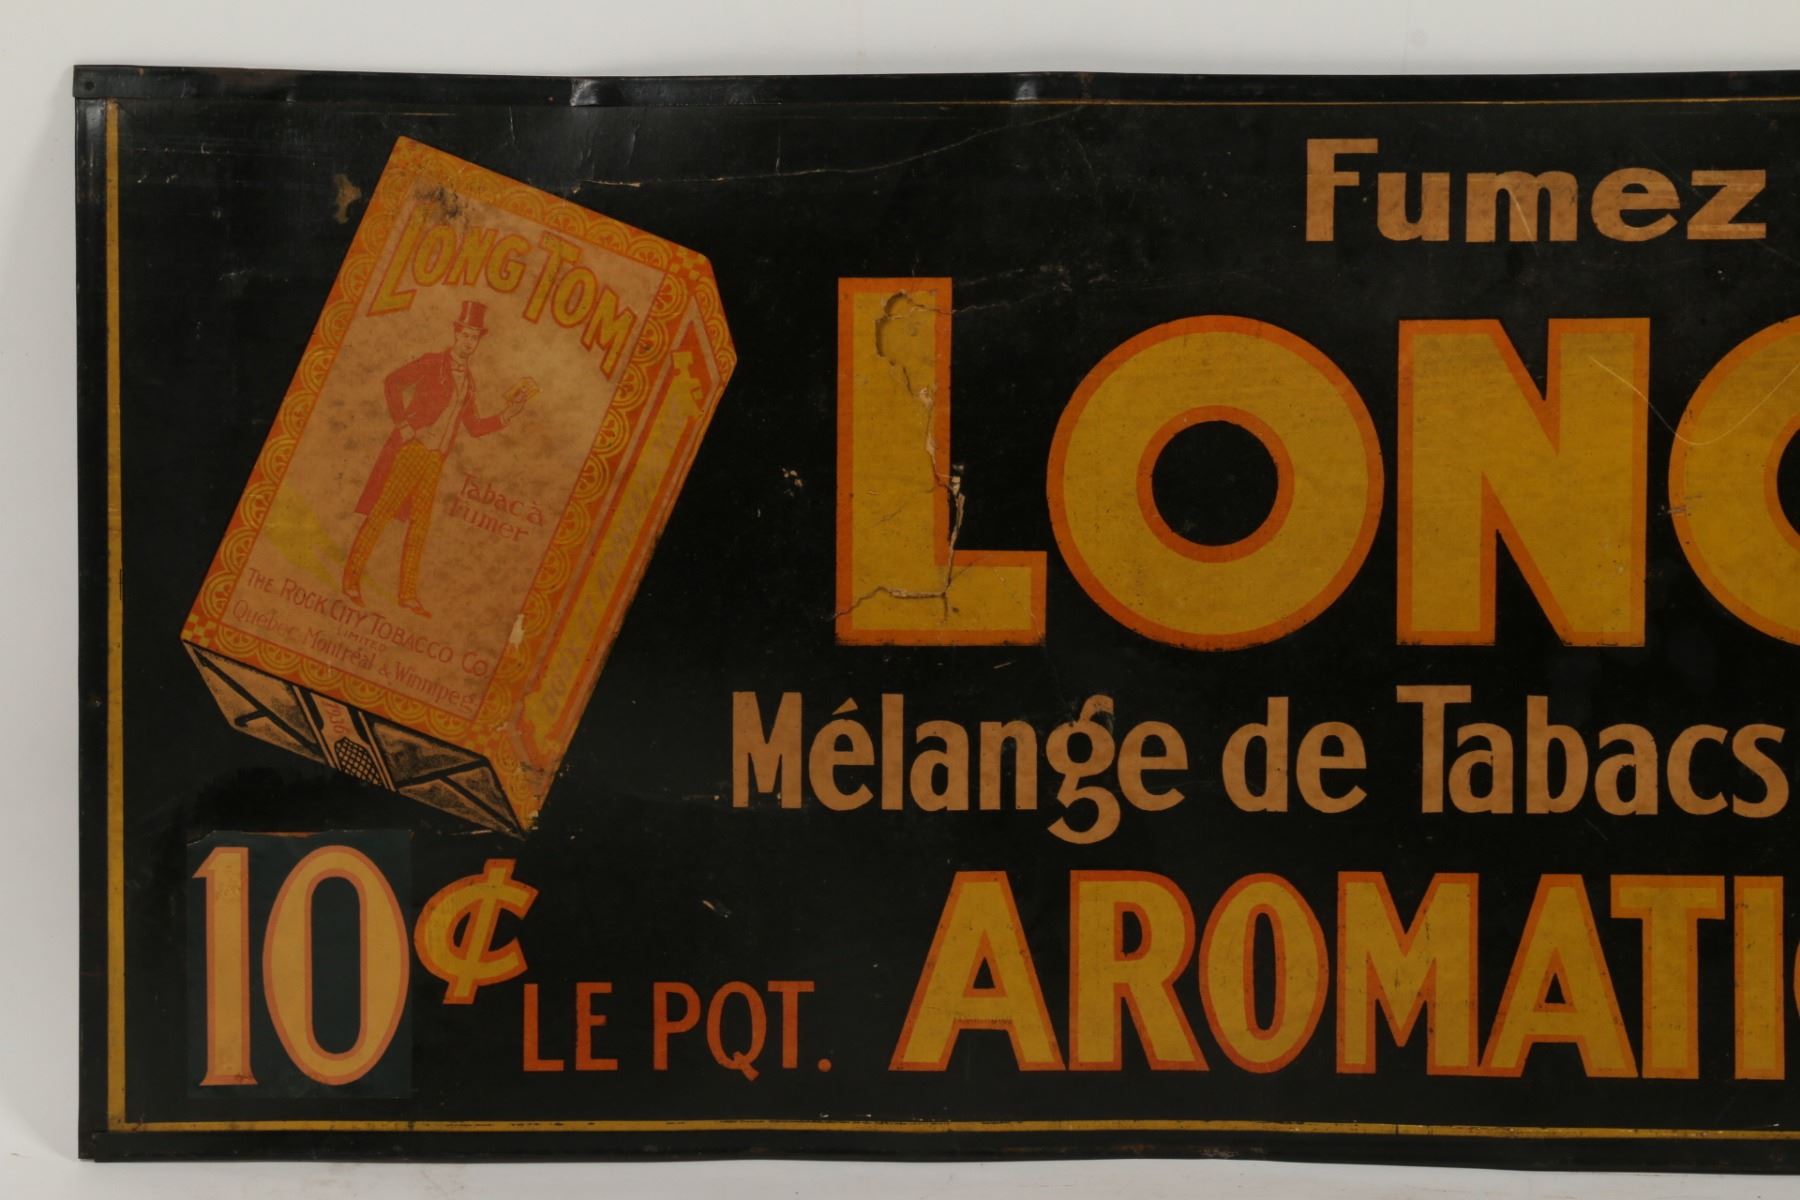 Fumez
LONG
Mélange de Tabacs
AROMATI
10¢ LE PQT.
LONG TOM
Tabac à
Fumer
THE ROCK CITY TOBACCO CO.
LIMITED
Québec, Montréal & Winnipeg